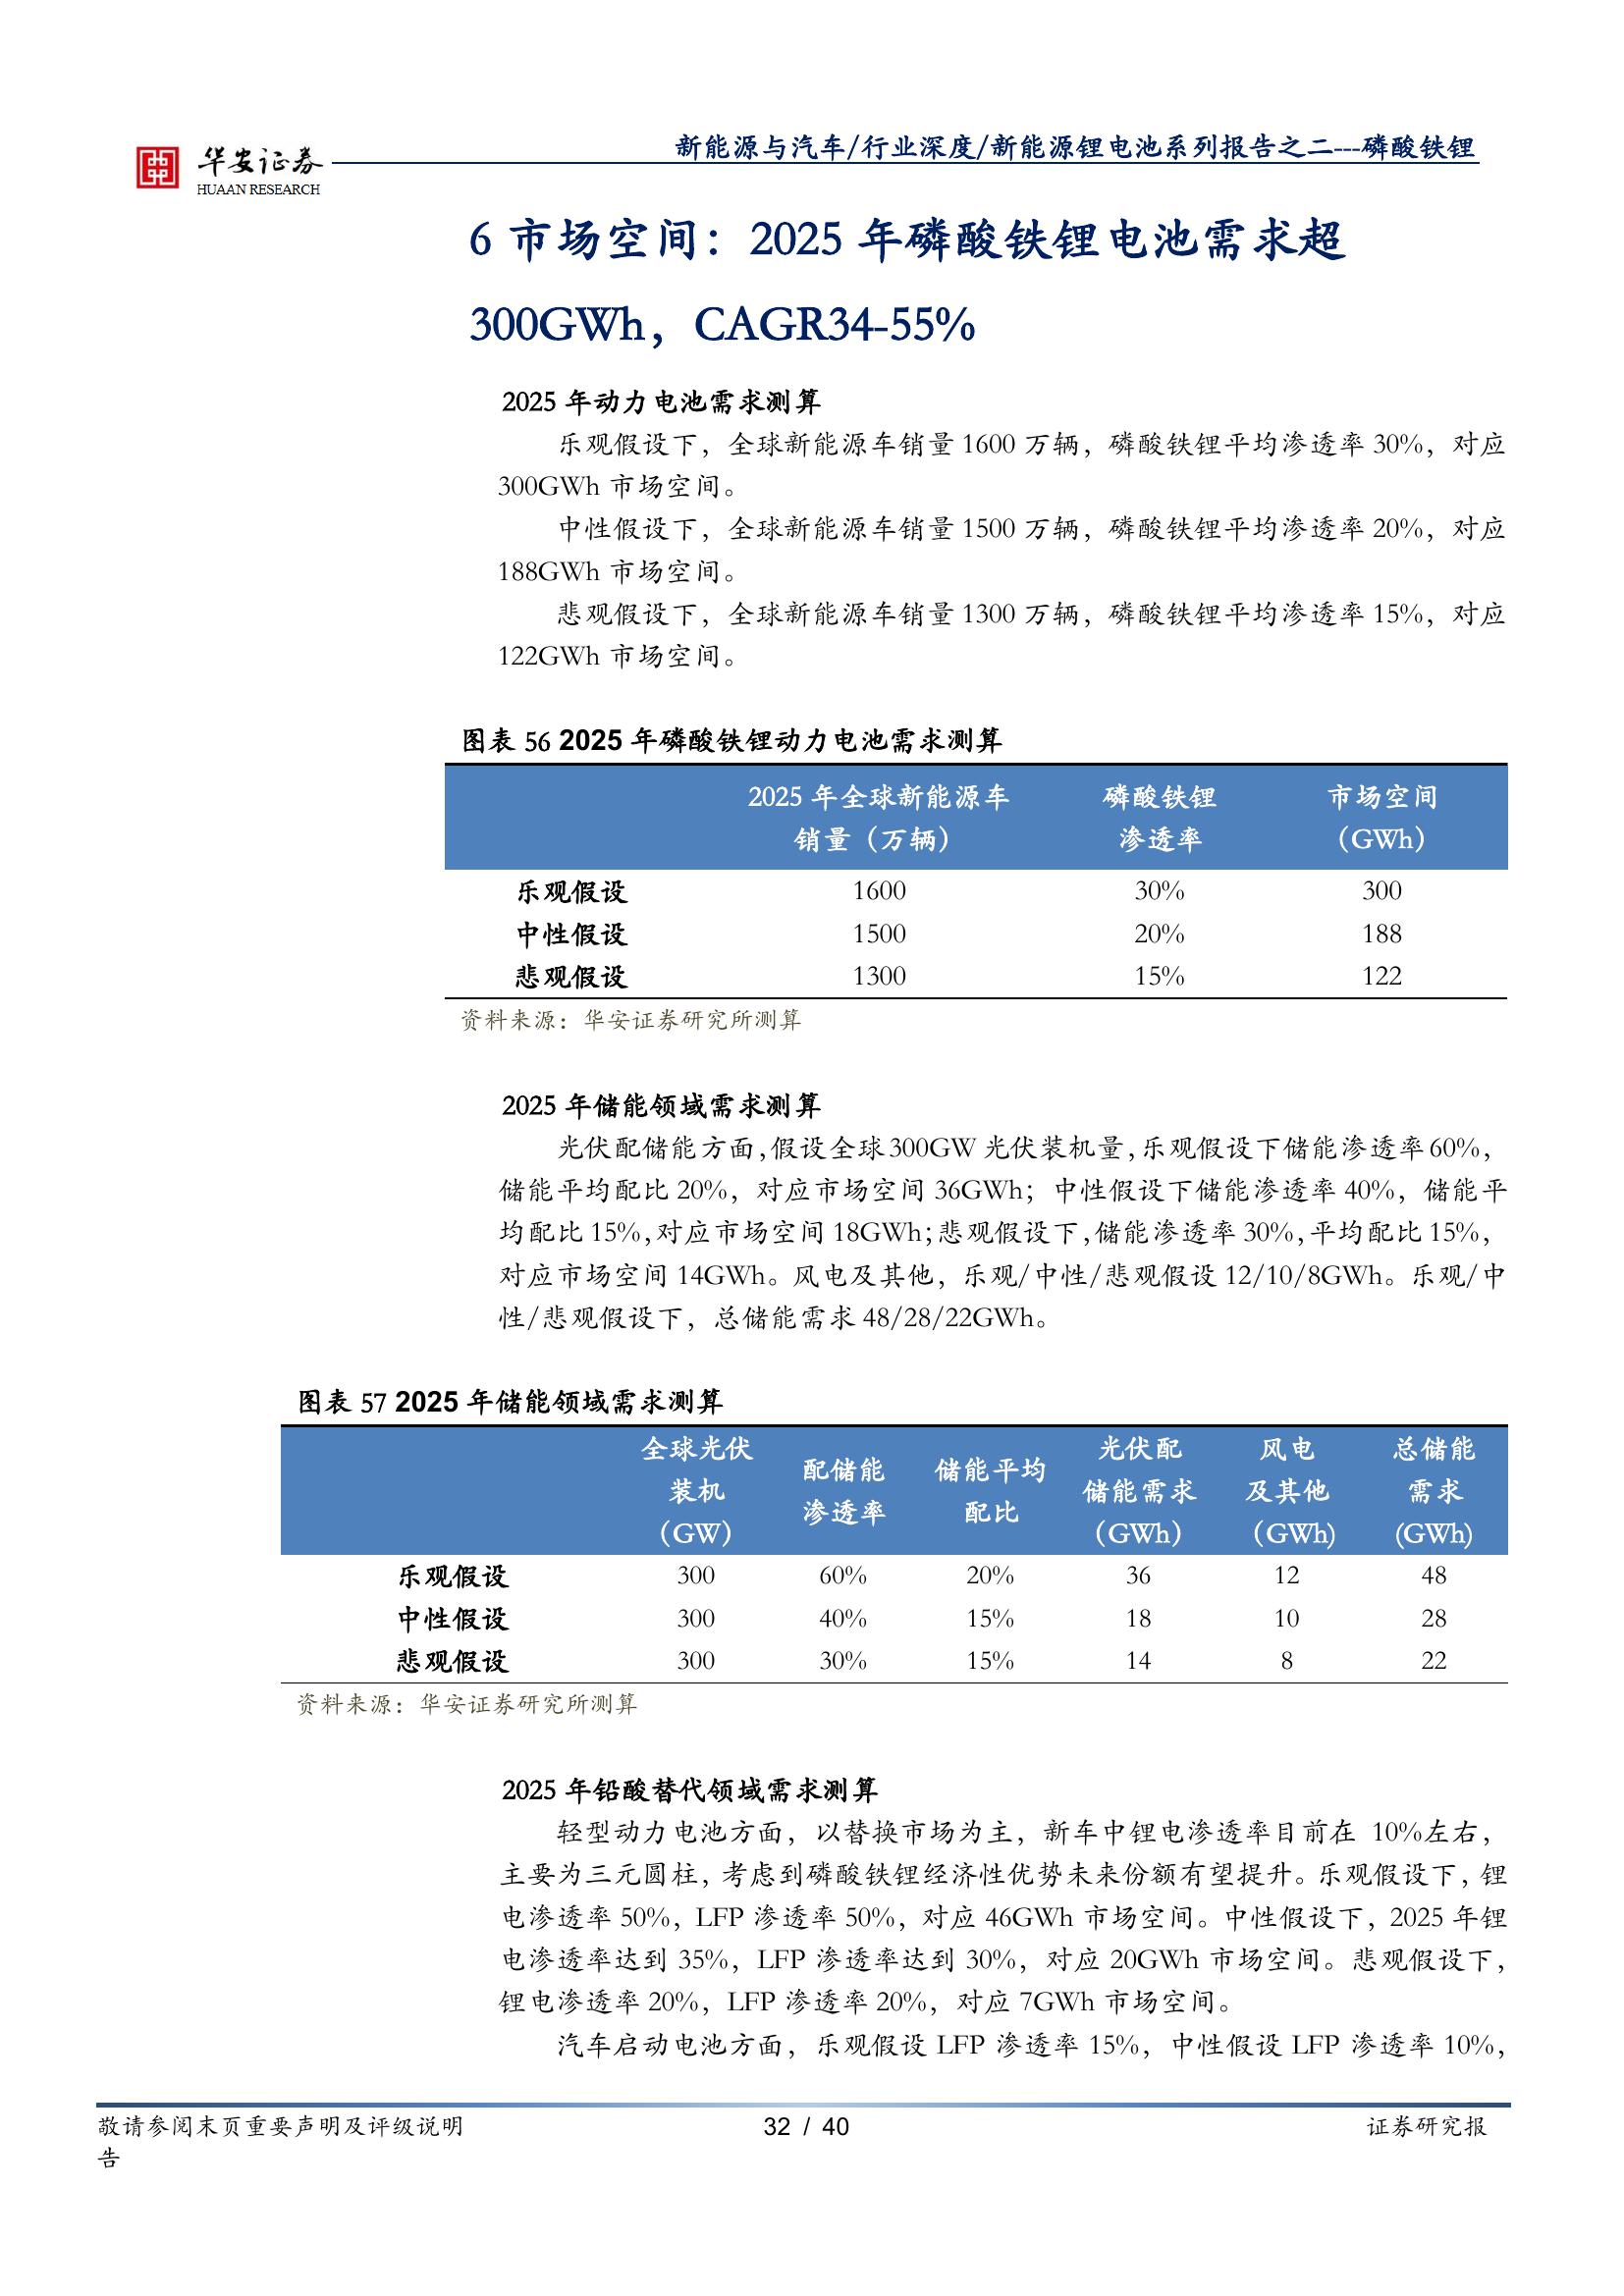 华安证券
HUAAN RESEARCH
新能源与汽车/行业深度/新能源锂电池系列报告之二---磷酸铁锂
6 市场空间：2025 年磷酸铁锂电池需求超
300GWh，CAGR34-55%
2025 年动力电池需求测算
乐观假设下，全球新能源车销量 1600 万辆，磷酸铁锂平均渗透率 30%，对应
300GWh 市场空间。
中性假设下，全球新能源车销量 1500 万辆，磷酸铁锂平均渗透率 20%，对应
188GWh 市场空间。
悲观假设下，全球新能源车销量 1300 万辆，磷酸铁锂平均渗透率 15%，对应
122GWh 市场空间。
图表 56 2025 年磷酸铁锂动力电池需求测算
2025 年全球新能源车 磷酸铁锂 市场空间
销量（万辆） 渗透率 （GWh）
乐观假设 1600 30% 300
中性假设 1500 20% 188
悲观假设 1300 15% 122
资料来源：华安证券研究所测算
2025 年储能领域需求测算
光伏配储能方面，假设全球 300GW 光伏装机量，乐观假设下储能渗透率 60%，
储能平均配比 20%，对应市场空间 36GWh；中性假设下储能渗透率 40%，储能平
均配比 15%，对应市场空间 18GWh；悲观假设下，储能渗透率 30%，平均配比 15%，
对应市场空间 14GWh。风电及其他，乐观/中性/悲观假设 12/10/8GWh。乐观/中
性/悲观假设下，总储能需求 48/28/22GWh。
图表 57 2025 年储能领域需求测算
全球光伏 配储能 储能平均 光伏配 风电 总储能
装机 渗透率 配比 储能需求 及其他 需求
（GW） （GWh） （GWh) (GWh)
乐观假设 300 60% 20% 36 12 48
中性假设 300 40% 15% 18 10 28
悲观假设 300 30% 15% 14 8 22
资料来源：华安证券研究所测算
2025 年铅酸替代领域需求测算
轻型动力电池方面，以替换市场为主，新车中锂电渗透率目前在 10%左右，
主要为三元圆柱，考虑到磷酸铁锂经济性优势未来份额有望提升。乐观假设下，锂
电渗透率 50%，LFP 渗透率 50%，对应 46GWh 市场空间。中性假设下，2025 年锂
电渗透率达到 35%，LFP 渗透率达到 30%，对应 20GWh 市场空间。悲观假设下，
锂电渗透率 20%，LFP 渗透率 20%，对应 7GWh 市场空间。
汽车启动电池方面，乐观假设 LFP 渗透率 15%，中性假设 LFP 渗透率 10%，
敬请参阅末页重要声明及评级说明 32 / 40 证券研究报
告